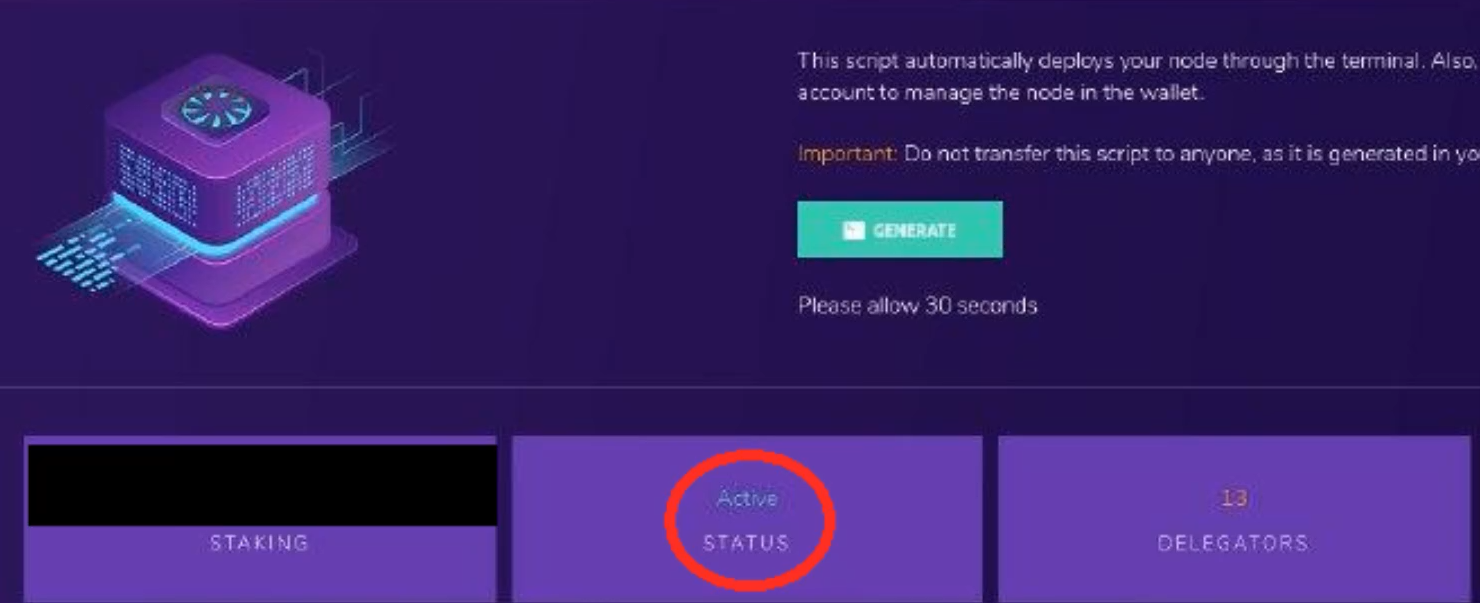 This script automatically deploys your node through the terminal. Also,
account to manage the node in the wallet.
Important: Do not transfer this script to anyone, as it is generated in yo
GENERATE
Please allow 30 seconds
Active
13
STAKING
STATUS
DELEGATORS